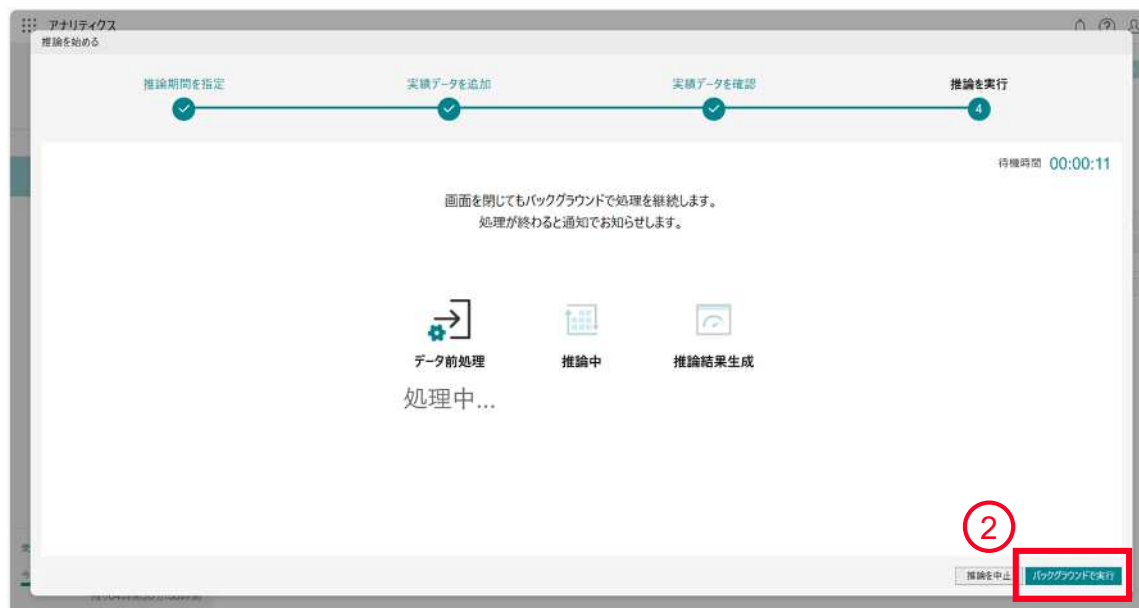 アナリティクス
推論を始める
推論期間を指定
実績データを追加
実績データを確認
推論を実行
4
待機時間 00:00:11
画面を閉じてもバックグラウンドで処理を継続します。
処理が終わると通知でお知らせします。
データ前処理
推論中
推論結果生成
処理中...
2
推論を中止
バックグラウンドで実行